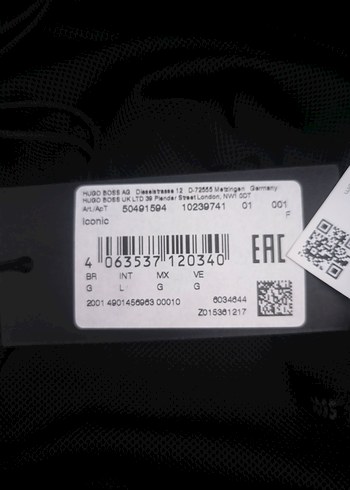 HUGO BOSS AG Dieselstrasse 12 D-72555 Metzingen Germany
HUGO BOSS UK LTD 39 Plender Street London, NW1 0DT
Art./ApT 50491594 10239741 01 001
Iconic F
EAC
4 063537 120340
BR INT MX VE
G L G G
2001 4901456963 00010 6034644
Z015361217